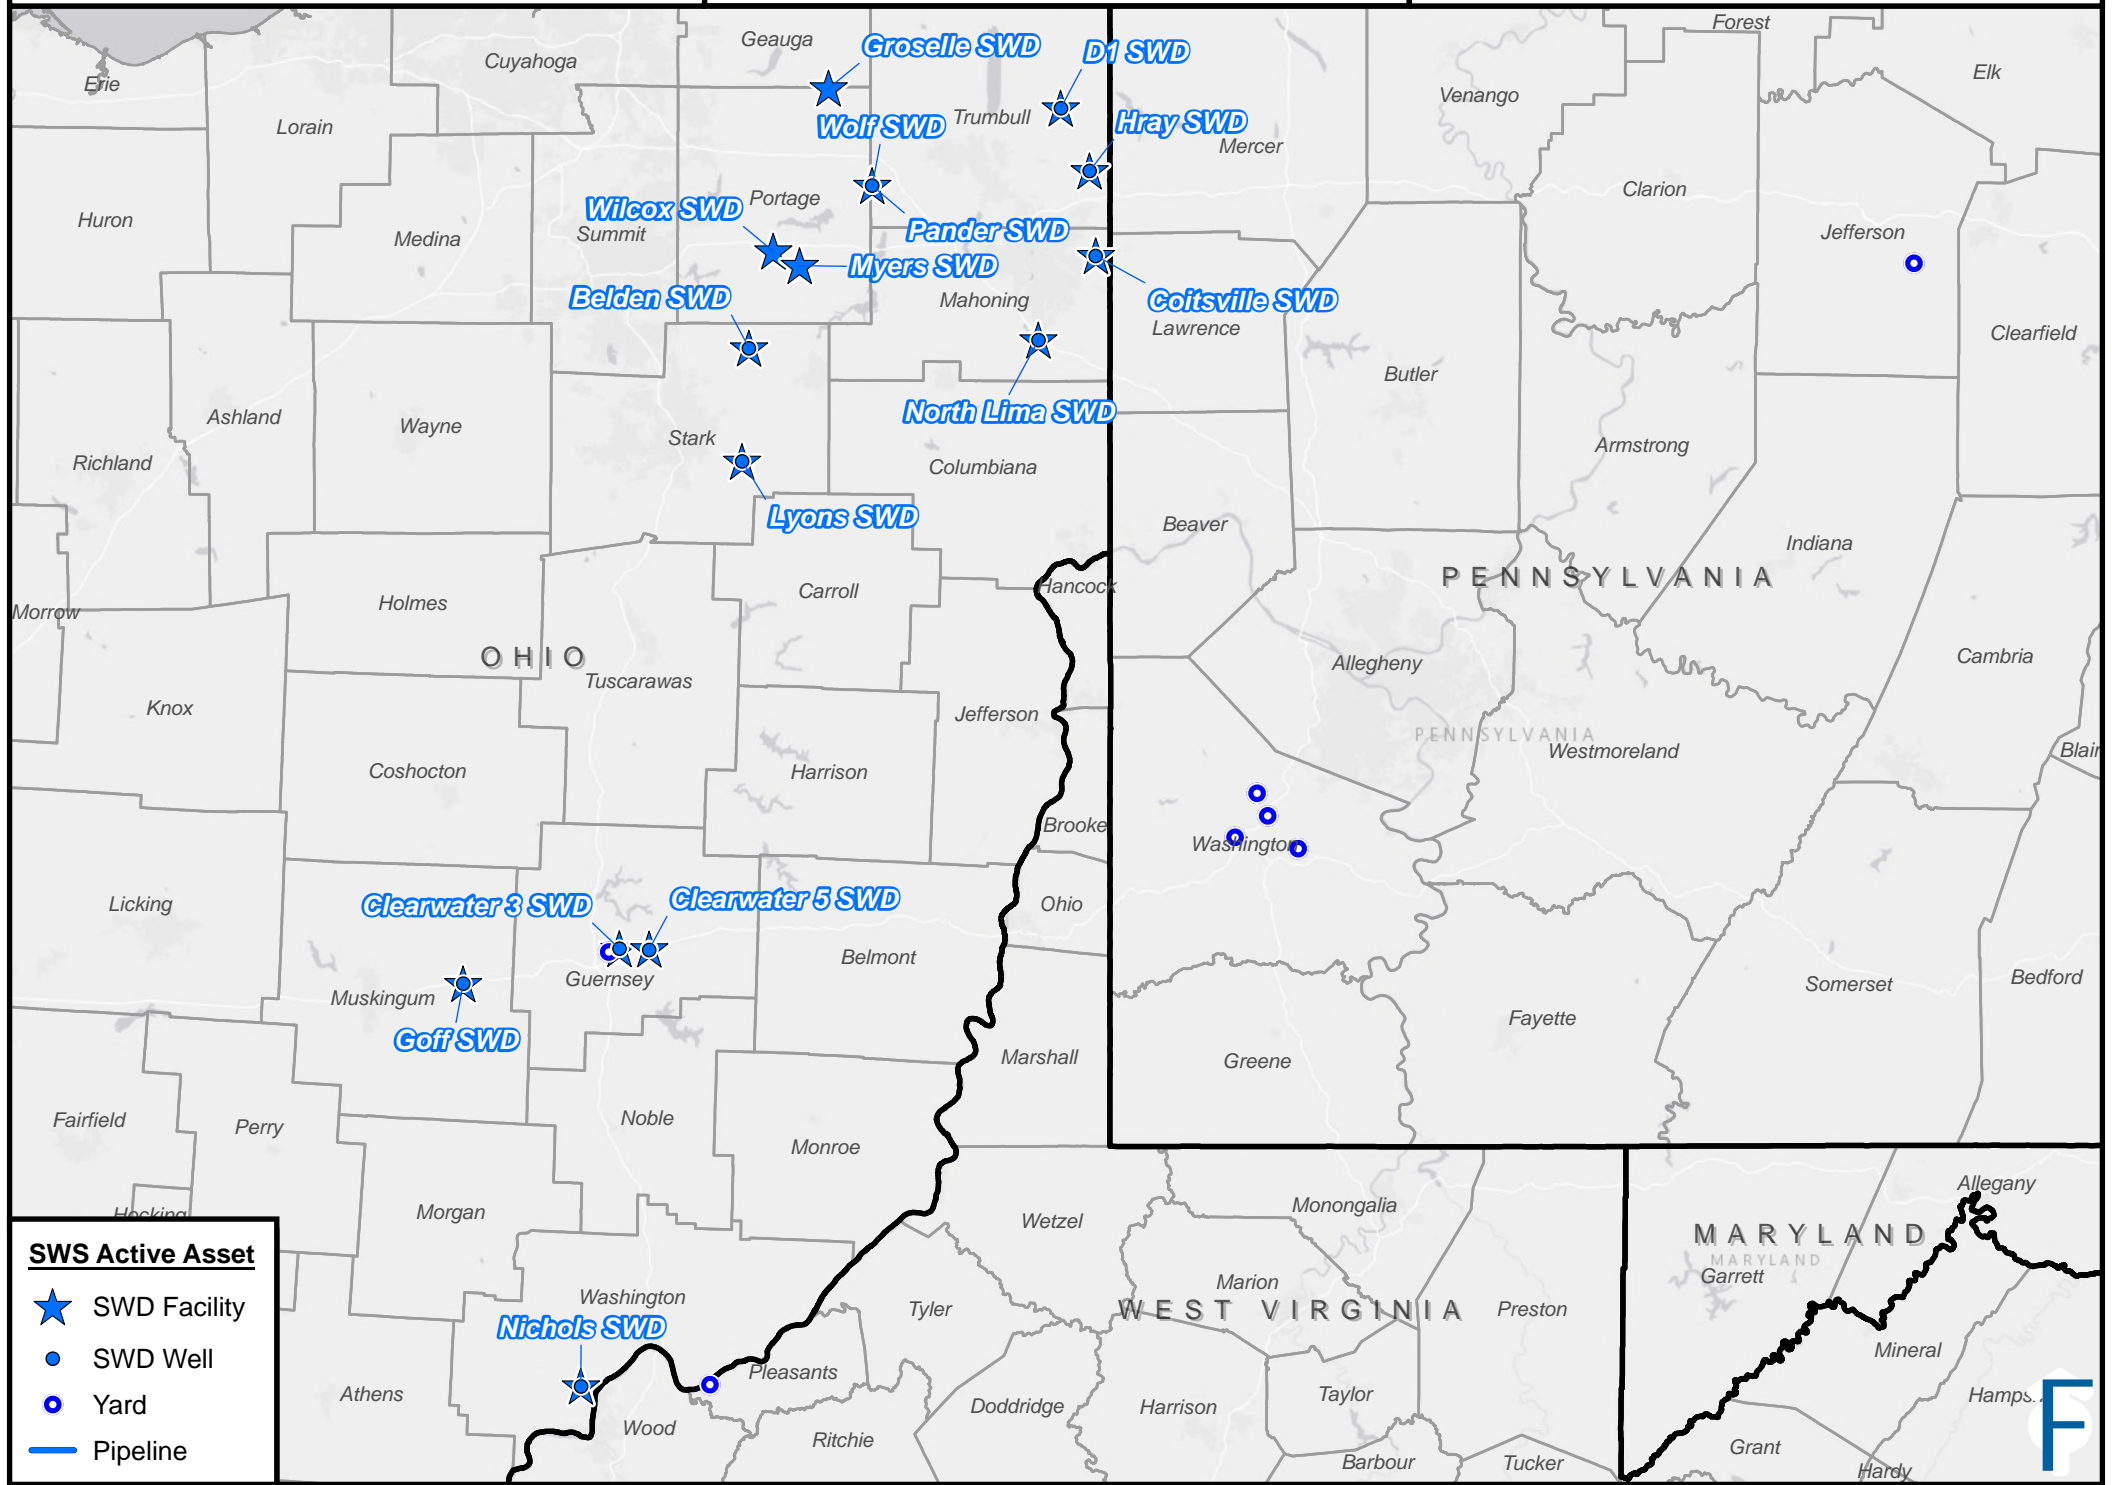 Forest
Geauga
Groselle SWD
D1 SWD
Cuyahoga
Elk
Erie
Venango
Lorain
Trumbull
Wolf SWD
Hray SWD
Mercer
Clarion
Portage
Wilcox SWD
Huron
Summit
Pander SWD
Jefferson
Medina
Myers SWD
Belden SWD
Mahoning
Coitsville SWD
Lawrence
Clearfield
Butler
North Lima SWD
Ashland
Wayne
Stark
Armstrong
Richland
Columbiana
Lyons SWD
Beaver
Indiana
PENNSYLVANIA
Hancock
Carroll
Holmes
Morrow
OHIO
Cambria
Allegheny
Tuscarawas
Knox
Jefferson
PENNSYLVANIA
Westmoreland
Blair
Coshocton
Harrison
Brooke
Washington
Clearwater 3 SWD
Clearwater 5 SWD
Licking
Ohio
Belmont
Guernsey
Muskingum
Somerset
Bedford
Goff SWD
Fayette
Marshall
Greene
Fairfield
Perry
Noble
Monroe
Allegany
Hocking
Morgan
Wetzel
Monongalia
MARYLAND
MARYLAND
Garrett
SWS Active Asset
SWD Facility
SWD Well
Yard
Pipeline
Washington
Marion
Tyler
WEST VIRGINIA
Preston
Nichols SWD
Mineral
Pleasants
Athens
Taylor
Hamps
Doddridge
Harrison
Wood
Ritchie
Grant
Barbour
Tucker
Hardy
F